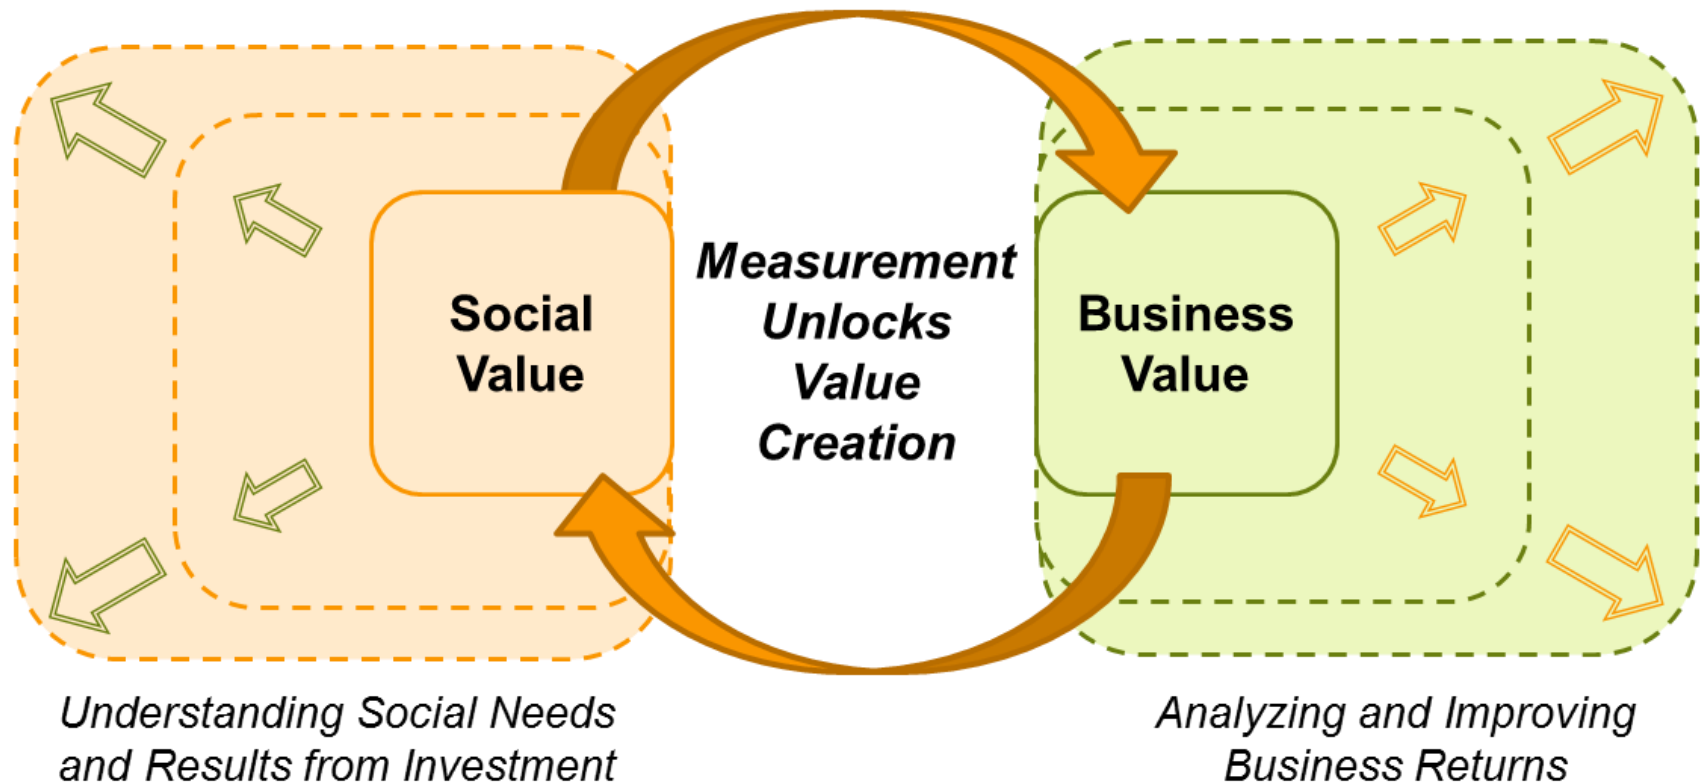 Social
Value
Measurement
Unlocks
Value
Creation
Business
Value
Understanding Social Needs
and Results from Investment
Analyzing and Improving
Business Returns